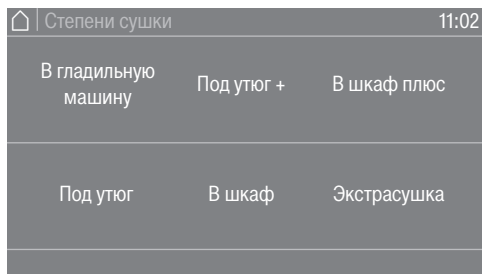 Степени сушки 11:02
В гладильную
машину
Под утюг +
В шкаф плюс
Под утюг
В шкаф
Экстрасушка